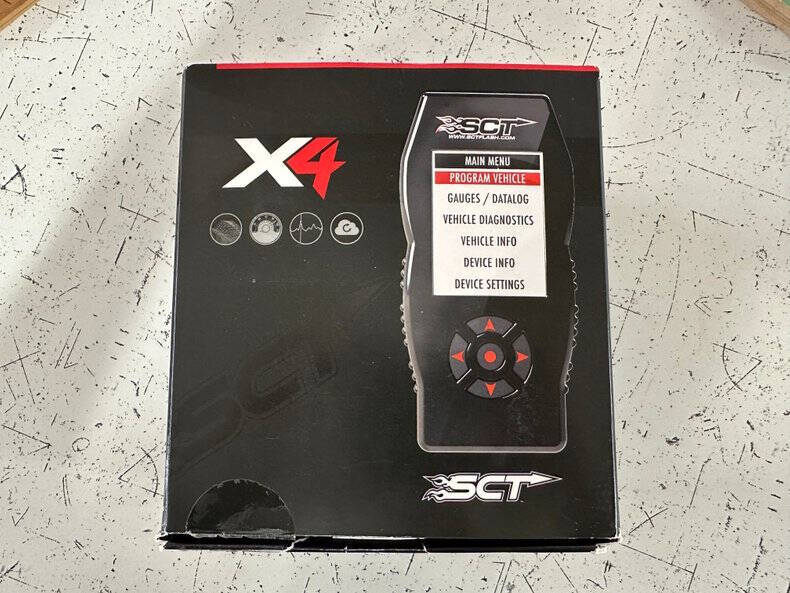 X4
SCT
WWW.SCTFLASH.COM
MAIN MENU
PROGRAM VEHICLE
GAUGES / DATALOG
VEHICLE DIAGNOSTICS
VEHICLE INFO
DEVICE INFO
DEVICE SETTINGS
SCT
SCT